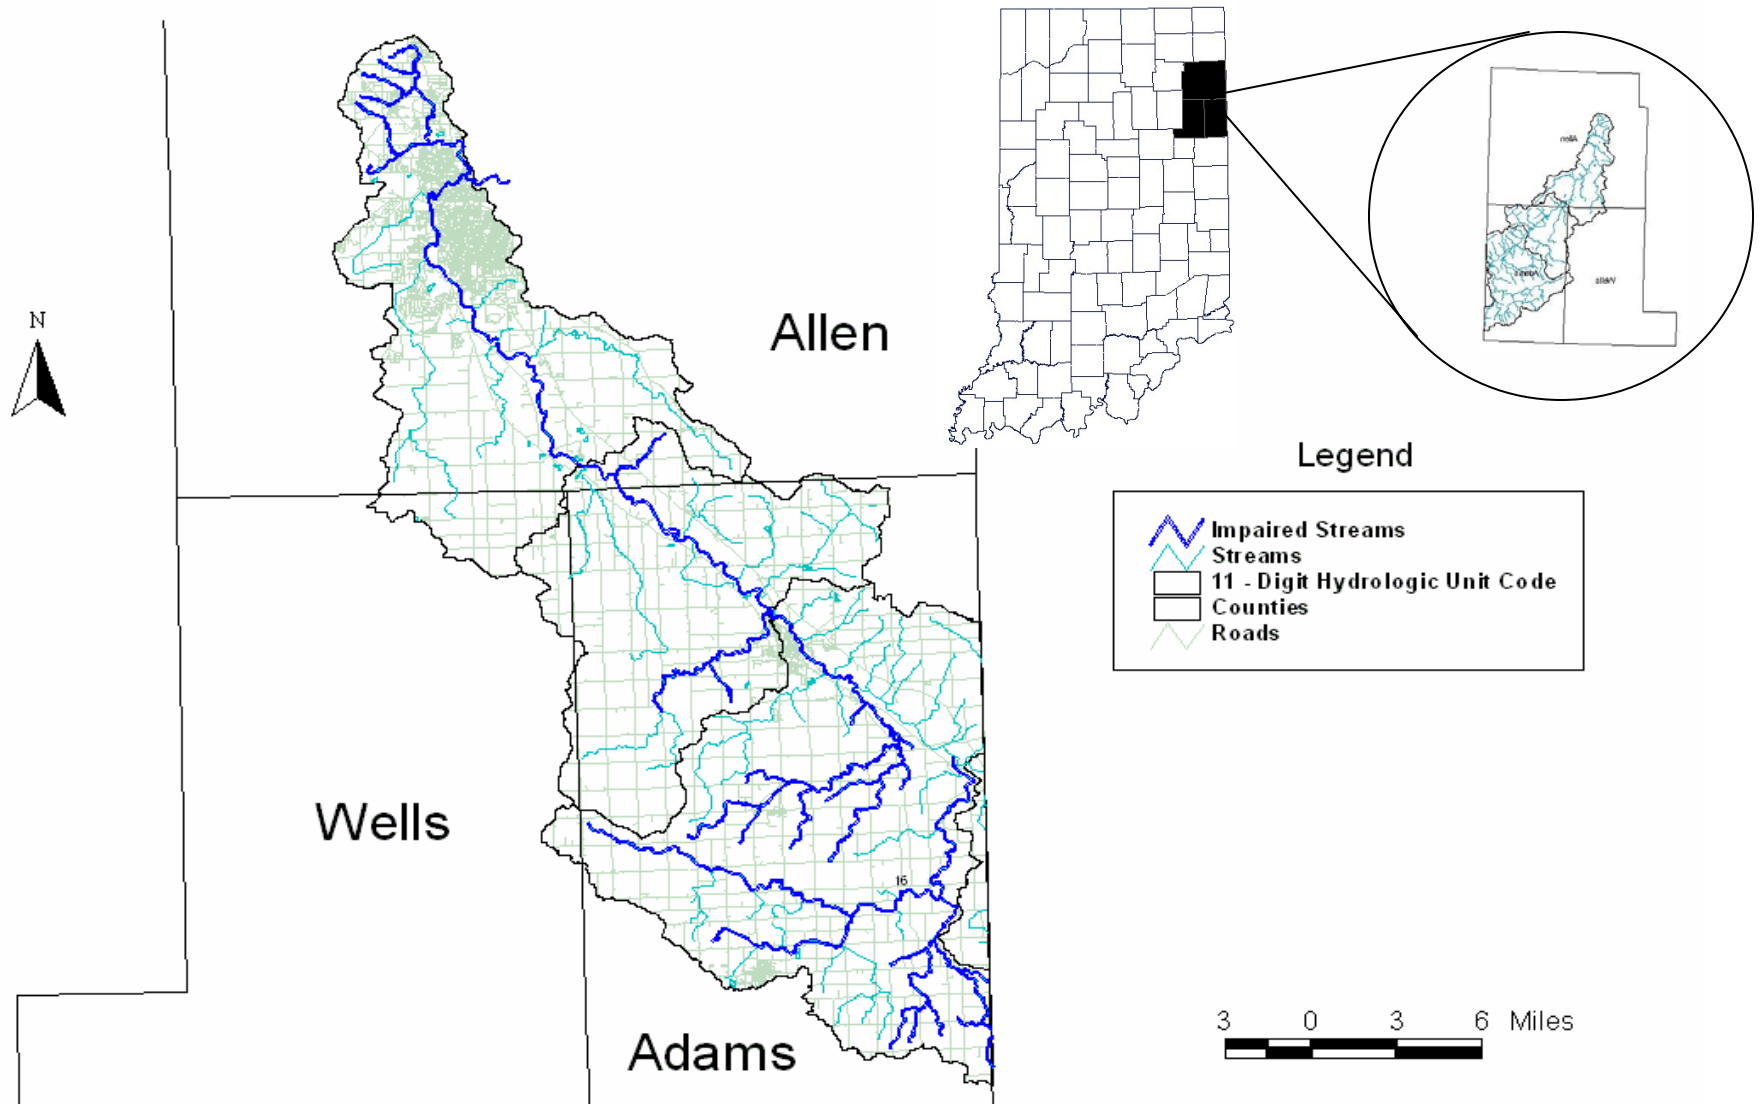 N
Allen
Wells
Adams
16
Legend
Impaired Streams
Streams
11 - Digit Hydrologic Unit Code
Counties
Roads
3 0 3 6 Miles